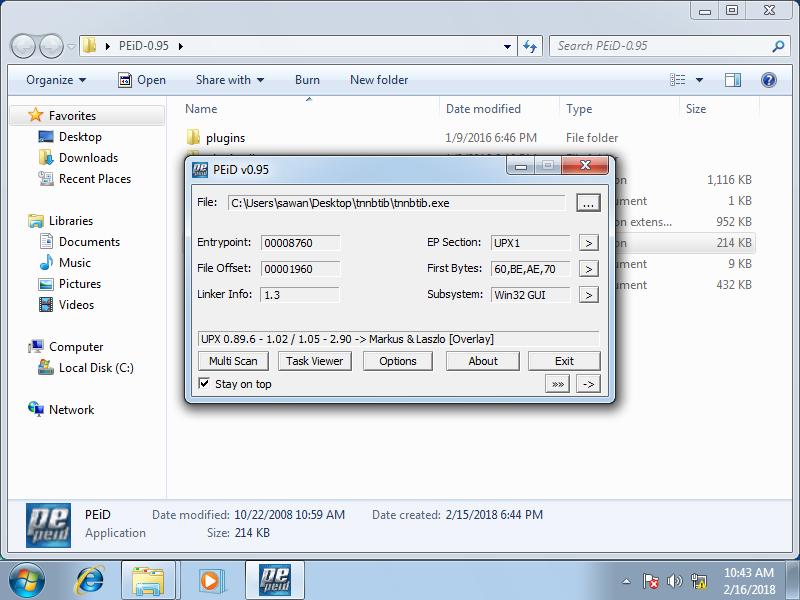 PEiD-0.95
Search PEiD-0.95
Organize
Open
Share with
Burn
New folder
Name
Date modified
Type
Size
Favorites
Desktop
Downloads
Recent Places
Libraries
Documents
Music
Pictures
Videos
Computer
Local Disk (C:)
Network
plugins 1/9/2016 6:46 PM File folder
on 1,116 KB
ument 1 KB
on extens... 952 KB
on 214 KB
ument 9 KB
ument 432 KB
PEiD v0.95
File: C:\Users\sawan\Desktop\tnnbtib\tnnbtib.exe ...
Entrypoint: 00008760 EP Section: UPX1 >
File Offset: 00001960 First Bytes: 60,BE,AE,70 >
Linker Info: 1.3 Subsystem: Win32 GUI >
UPX 0.89.6 - 1.02 / 1.05 - 2.90 -> Markus & Laszlo [Overlay]
Multi Scan Task Viewer Options About Exit
Stay on top »» ->
PEiD Date modified: 10/22/2008 10:59 AM Date created: 2/15/2018 6:44 PM
Application Size: 214 KB
10:43 AM
2/16/2018